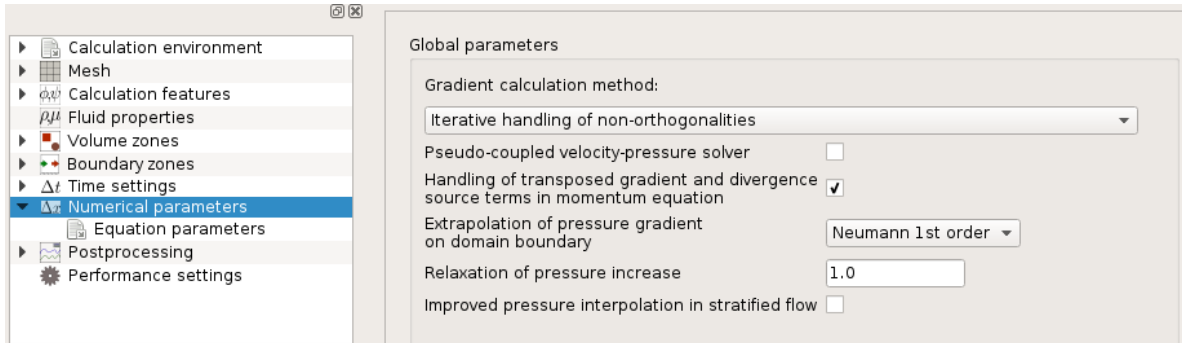 Calculation environment
Mesh
Calculation features
Fluid properties
Volume zones
Boundary zones
Δt Time settings
Numerical parameters
Equation parameters
Postprocessing
Performance settings
Global parameters
Gradient calculation method:
Iterative handling of non-orthogonalities
Pseudo-coupled velocity-pressure solver
Handling of transposed gradient and divergence
source terms in momentum equation
Extrapolation of pressure gradient
on domain boundary
Neumann 1st order
Relaxation of pressure increase
1.0
Improved pressure interpolation in stratified flow